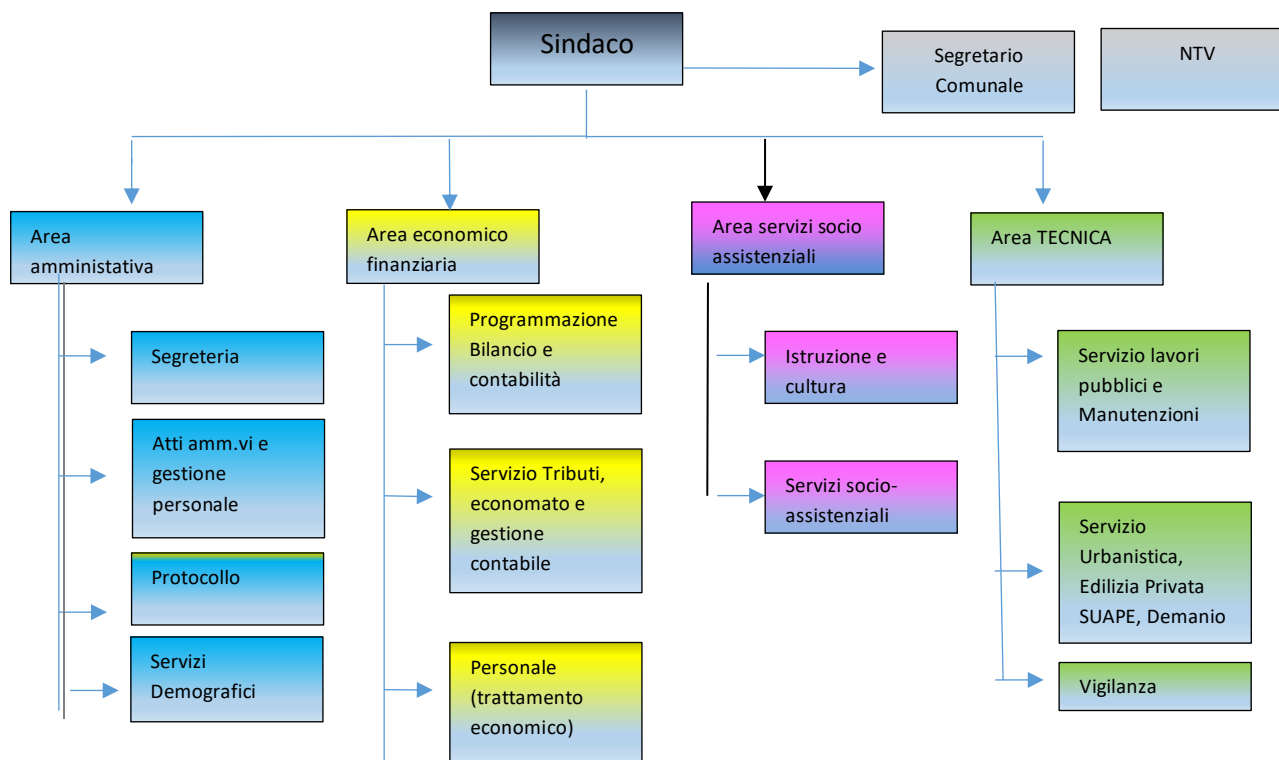 Sindaco
Segretario
Comunale
NTV
Area
amministativa
Area economico
finanziaria
Area servizi socio
assistenziali
Area TECNICA
Segreteria
Atti amm.vi e
gestione
personale
Protocollo
Servizi
Demografici
Programmazione
Bilancio e
contabilità
Servizio Tributi,
economato e
gestione
contabile
Personale
(trattamento
economico)
Istruzione e
cultura
Servizi socio-
assistenziali
Servizio lavori
pubblici e
Manutenzioni
Servizio
Urbanistica,
Edilizia Privata
SUAPE, Demanio
Vigilanza